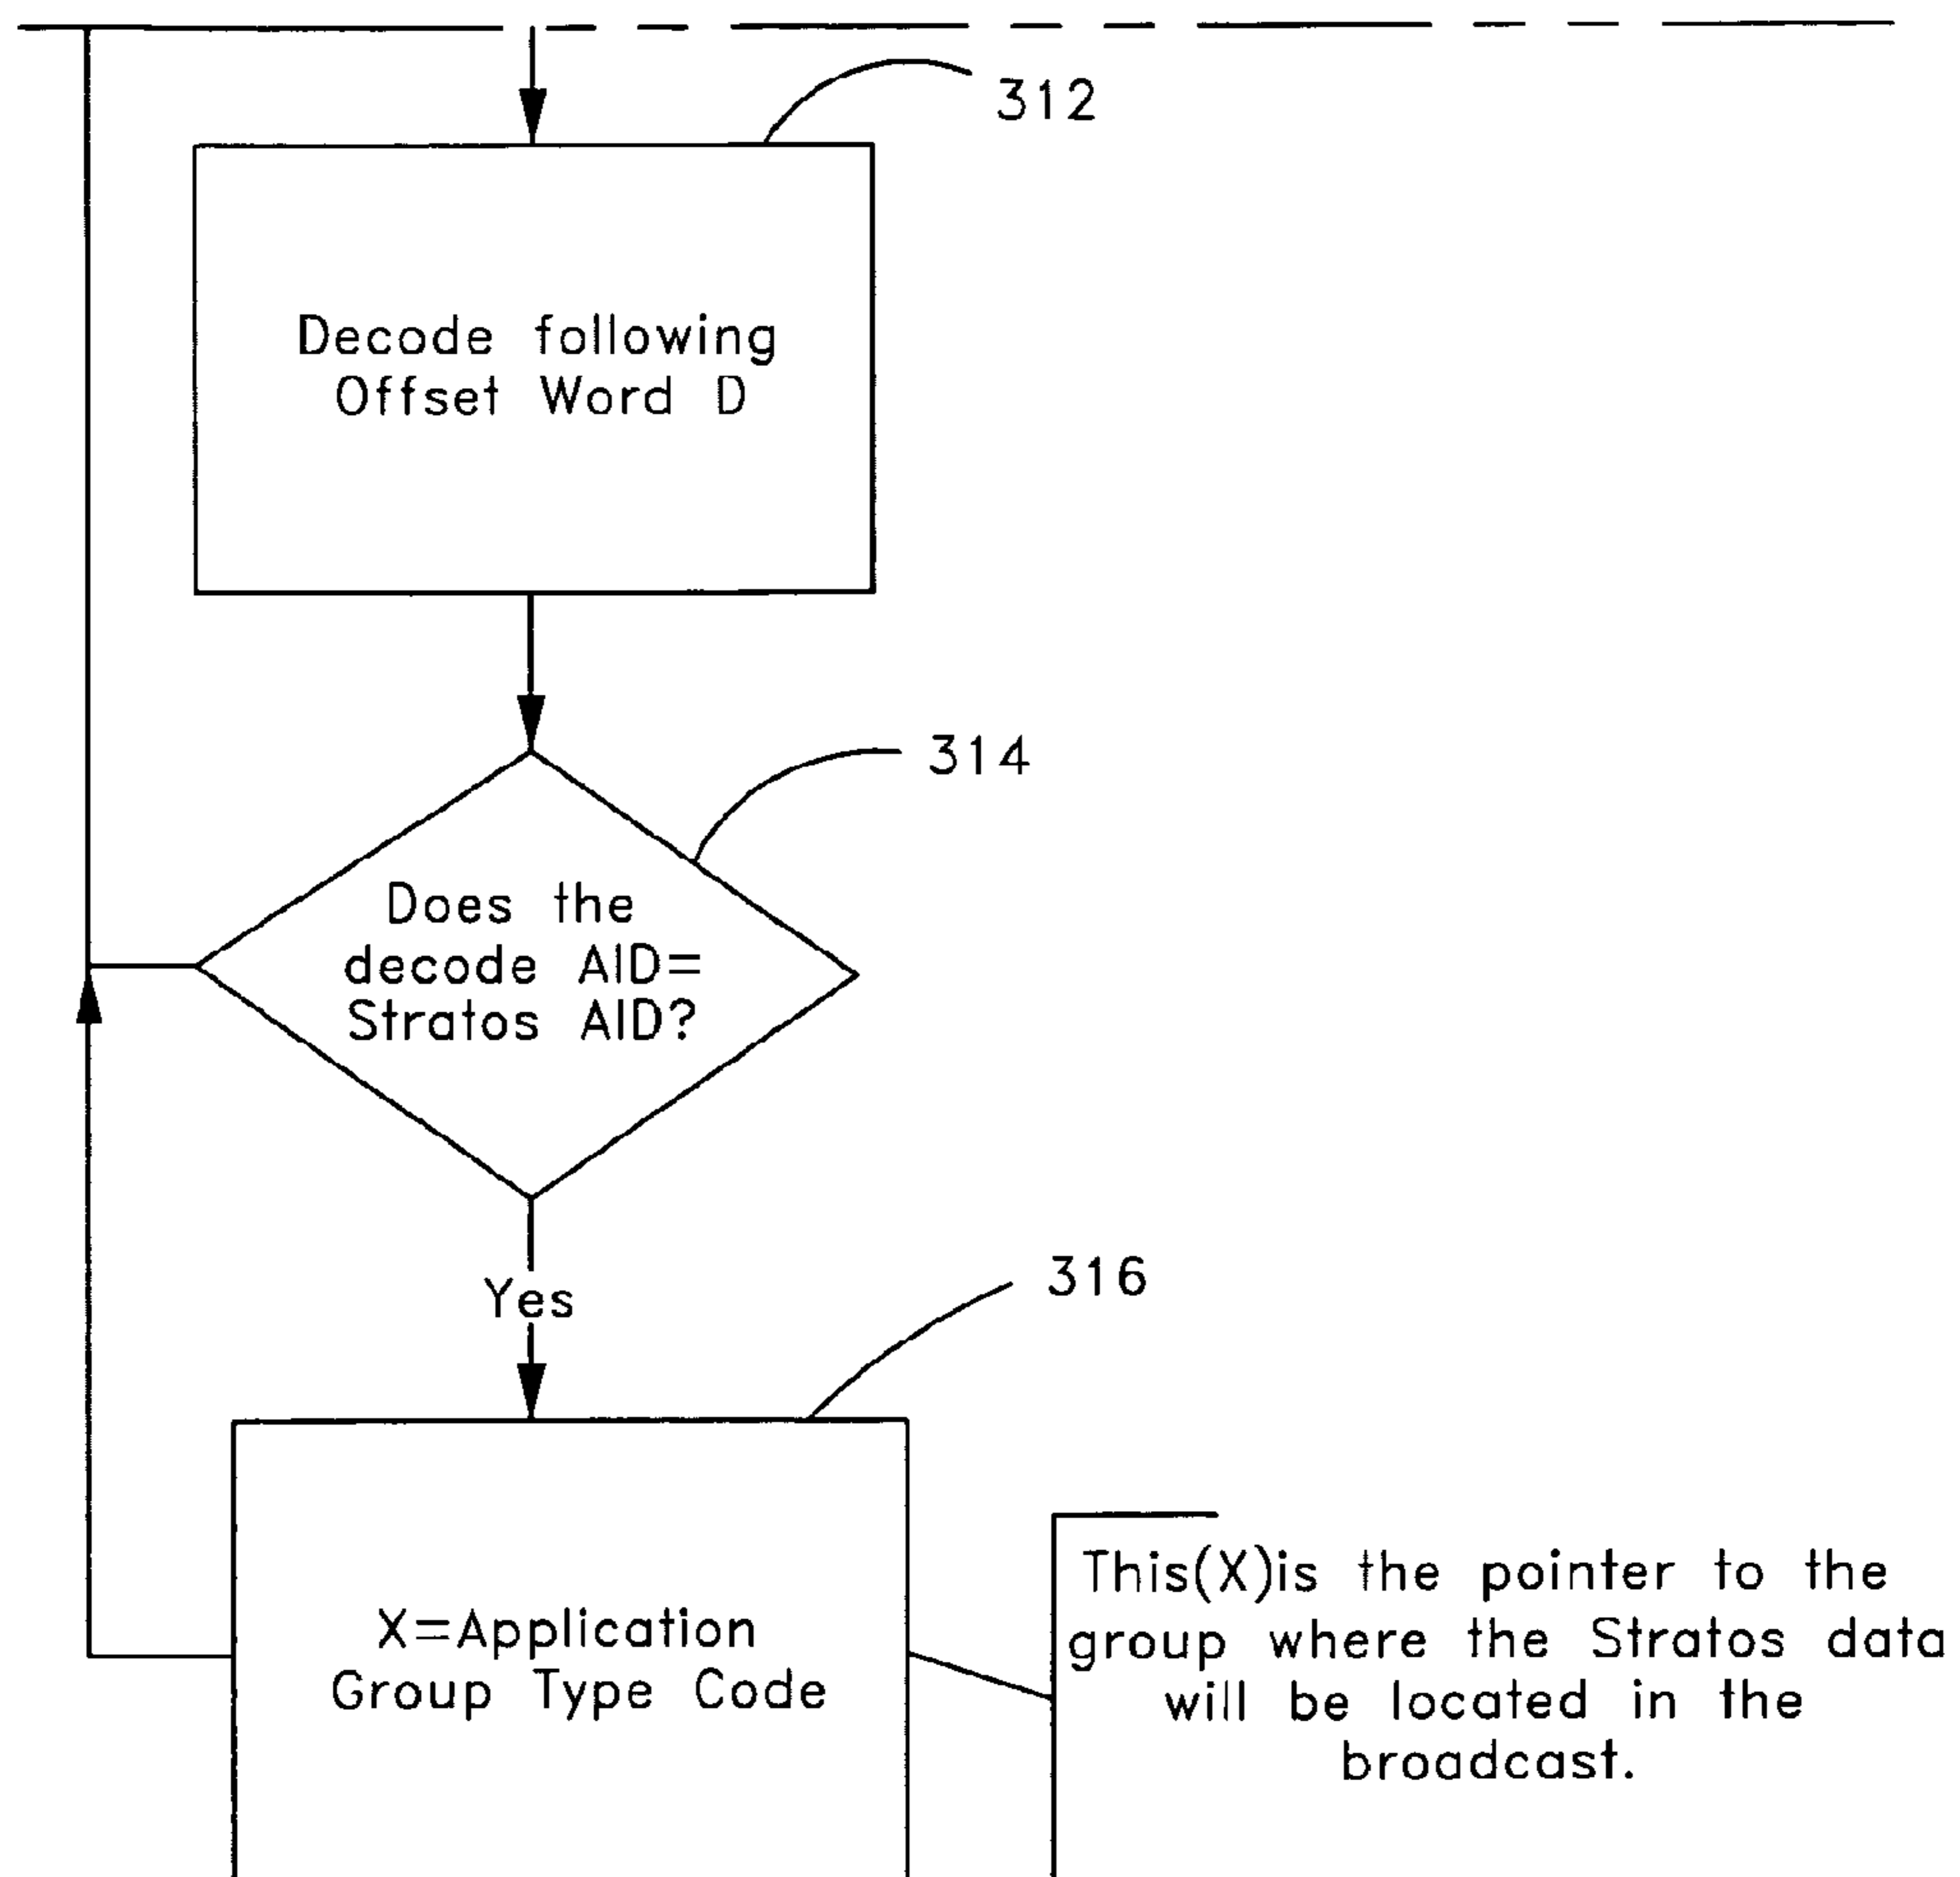 312
Decode following
Offset Word D
314
Does the
decode AID=
Stratos AID?
Yes
316
X=Application
Group Type Code
This(X)is the pointer to the
group where the Stratos data
will be located in the
broadcast.